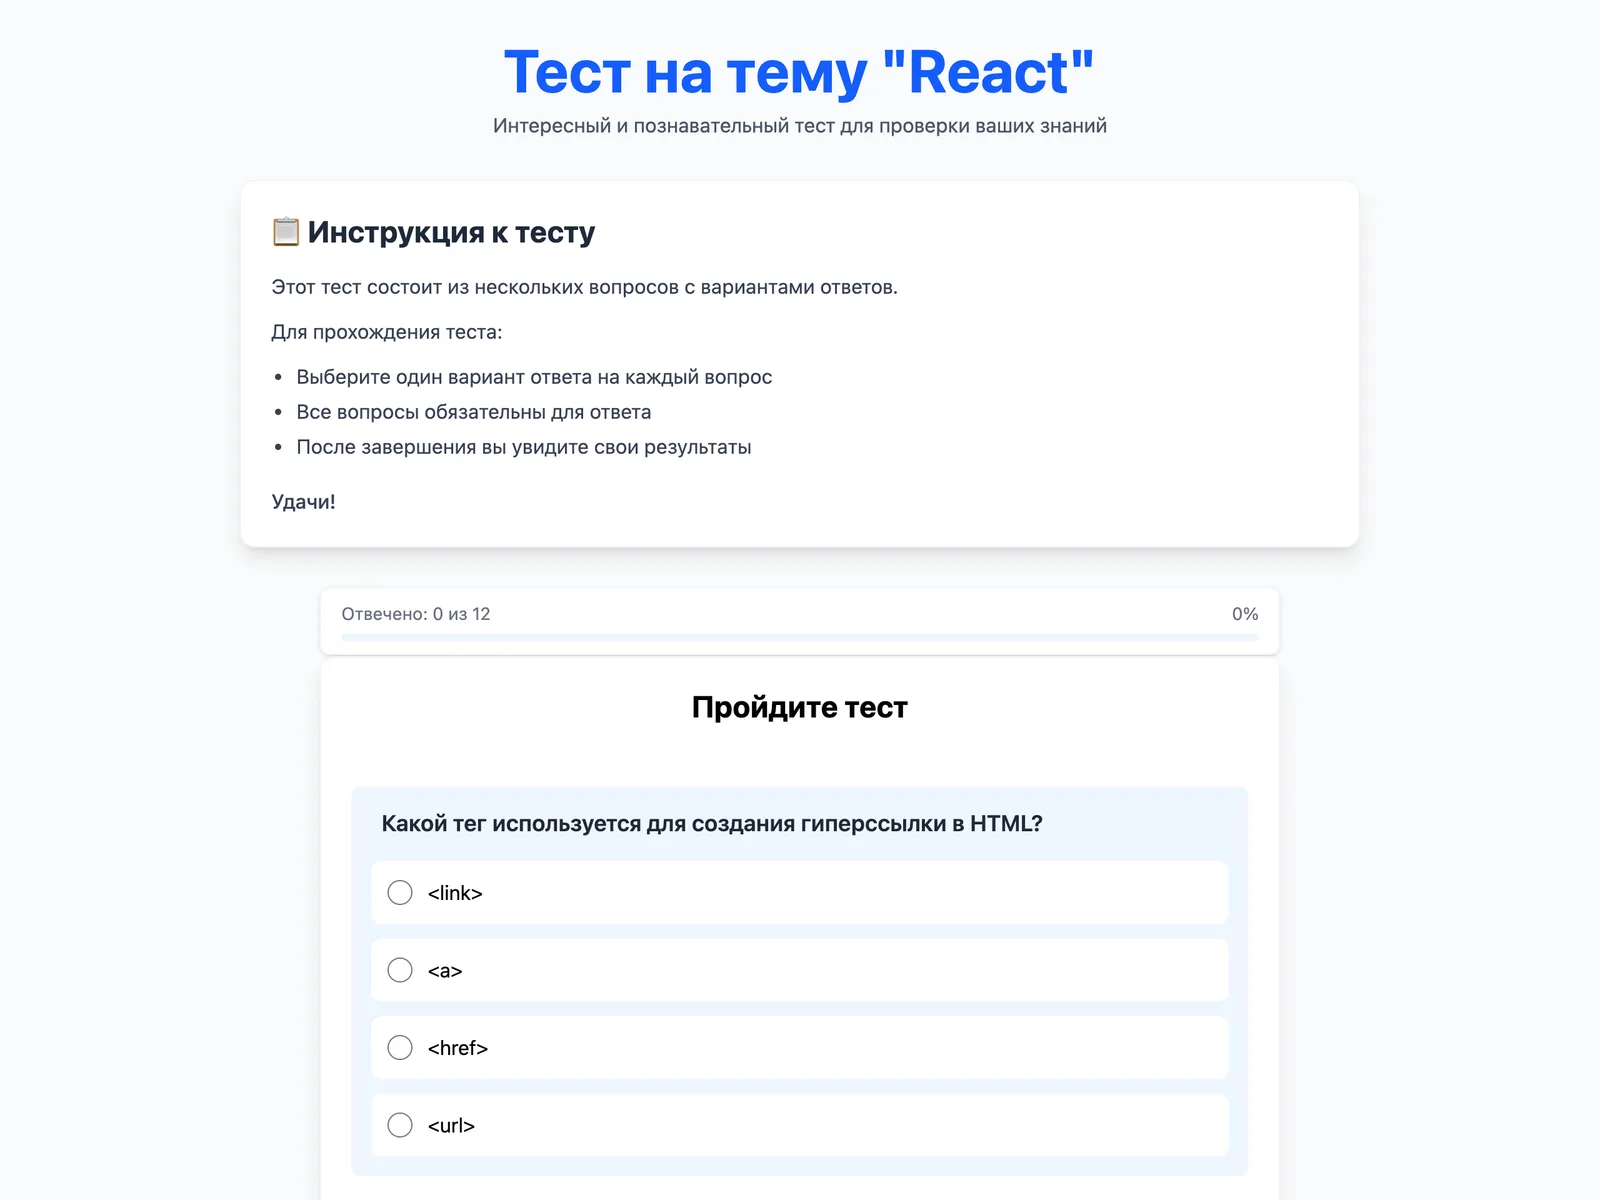 Тест на тему "React"
Интересный и познавательный тест для проверки ваших знаний
📋 Инструкция к тесту
Этот тест состоит из нескольких вопросов с вариантами ответов.
Для прохождения теста:
• Выберите один вариант ответа на каждый вопрос
• Все вопросы обязательны для ответа
• После завершения вы увидите свои результаты
Удачи!
Отвечено: 0 из 12 0%
Пройдите тест
Какой тег используется для создания гиперссылки в HTML?
<link>
<a>
<href>
<url>